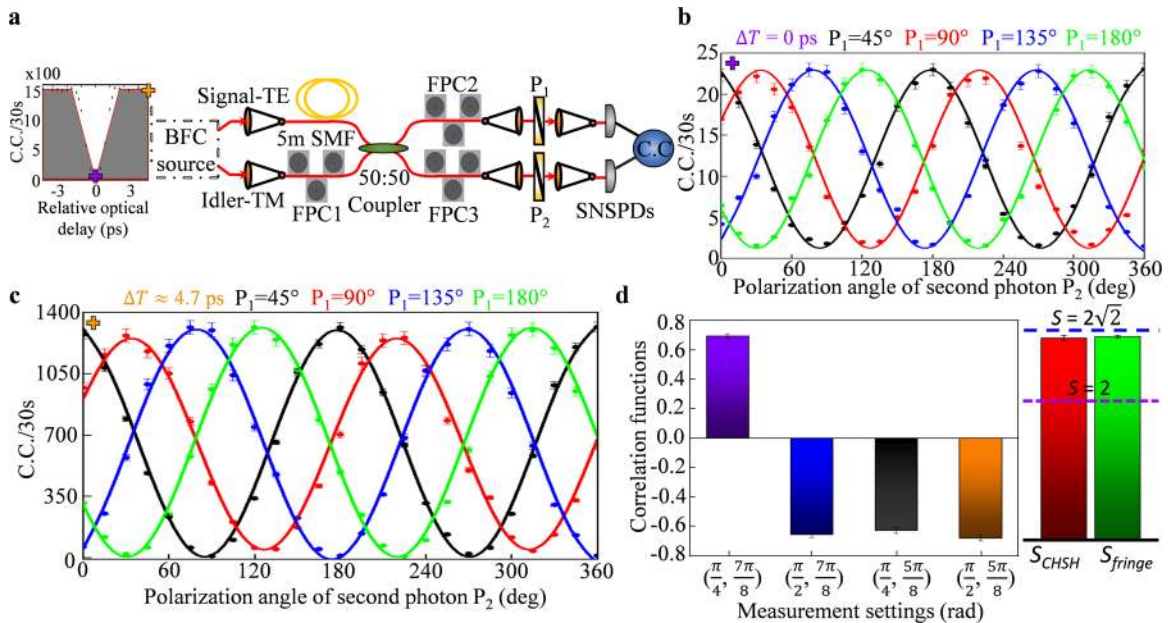 a
x100
15
10
5
0
C.C./30s
-3 0 3
Relative optical
delay (ps)
BFC
source
Signal-TE
5m SMF
Idler-TM
FPC1
50:50
Coupler
FPC2
FPC3
P₁
P₂
SNSPDs
C.C
b
ΔT = 0 ps P₁=45° P₁=90° P₁=135° P₁=180°
25
20
15
10
5
0
C.C./30s
0 60 120 180 240 300 360
Polarization angle of second photon P₂ (deg)
c
ΔT ≈ 4.7 ps P₁=45° P₁=90° P₁=135° P₁=180°
1400
1050
700
350
0
C.C./30s
0 60 120 180 240 300 360
Polarization angle of second photon P₂ (deg)
d
0.8
0.6
0.4
0.2
0.0
-0.2
-0.4
-0.6
-0.8
Correlation functions
(π/4, 7π/8) (π/2, 7π/8) (π/4, 5π/8) (π/2, 5π/8)
Measurement settings (rad)
S = 2√2
S = 2
S_CHSH S_fringe